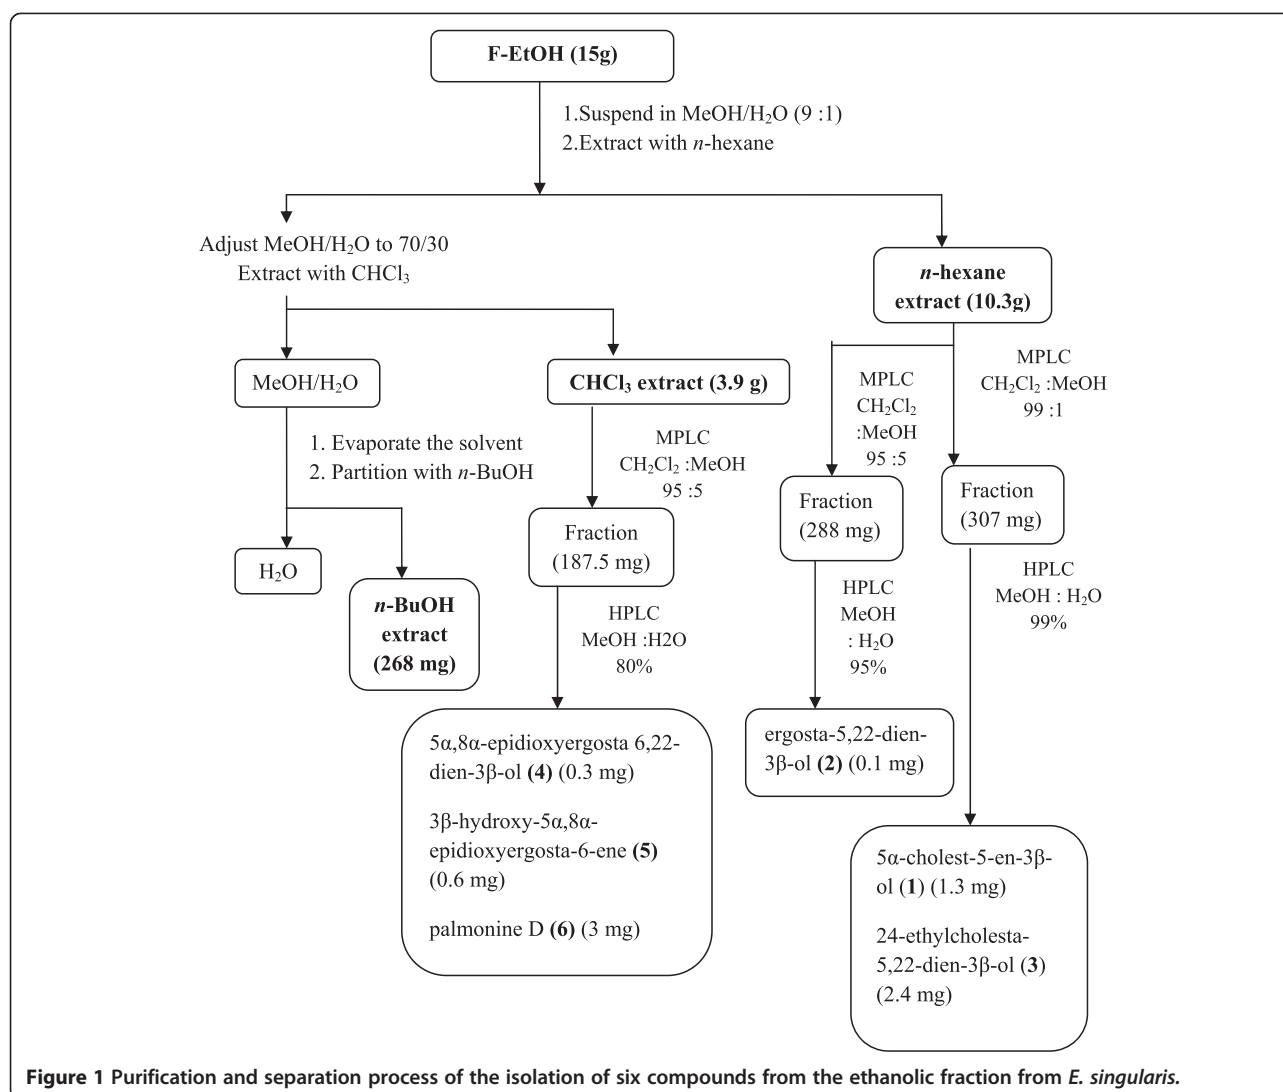 F-EtOH (15g)
1.Suspend in MeOH/H₂O (9 :1)
2.Extract with n-hexane
Adjust MeOH/H₂O to 70/30
Extract with CHCl₃
n-hexane
extract (10.3g)
MeOH/H₂O
CHCl₃ extract (3.9 g)
MPLC
CH₂Cl₂
:MeOH
95 :5
MPLC
CH₂Cl₂ :MeOH
99 :1
1. Evaporate the solvent
2. Partition with n-BuOH
MPLC
CH₂Cl₂ :MeOH
95 :5
Fraction
(288 mg)
Fraction
(307 mg)
H₂O
n-BuOH
extract
(268 mg)
Fraction
(187.5 mg)
HPLC
MeOH :H2O
80%
HPLC
MeOH
: H₂O
95%
HPLC
MeOH : H₂O
99%
5α,8α-epidioxyergosta 6,22-
dien-3β-ol (4) (0.3 mg)
3β-hydroxy-5α,8α-
epidioxyergosta-6-ene (5)
(0.6 mg)
palmonine D (6) (3 mg)
ergosta-5,22-dien-
3β-ol (2) (0.1 mg)
5α-cholest-5-en-3β-
ol (1) (1.3 mg)
24-ethylcholesta-
5,22-dien-3β-ol (3)
(2.4 mg)
Figure 1 Purification and separation process of the isolation of six compounds from the ethanolic fraction from E. singularis.